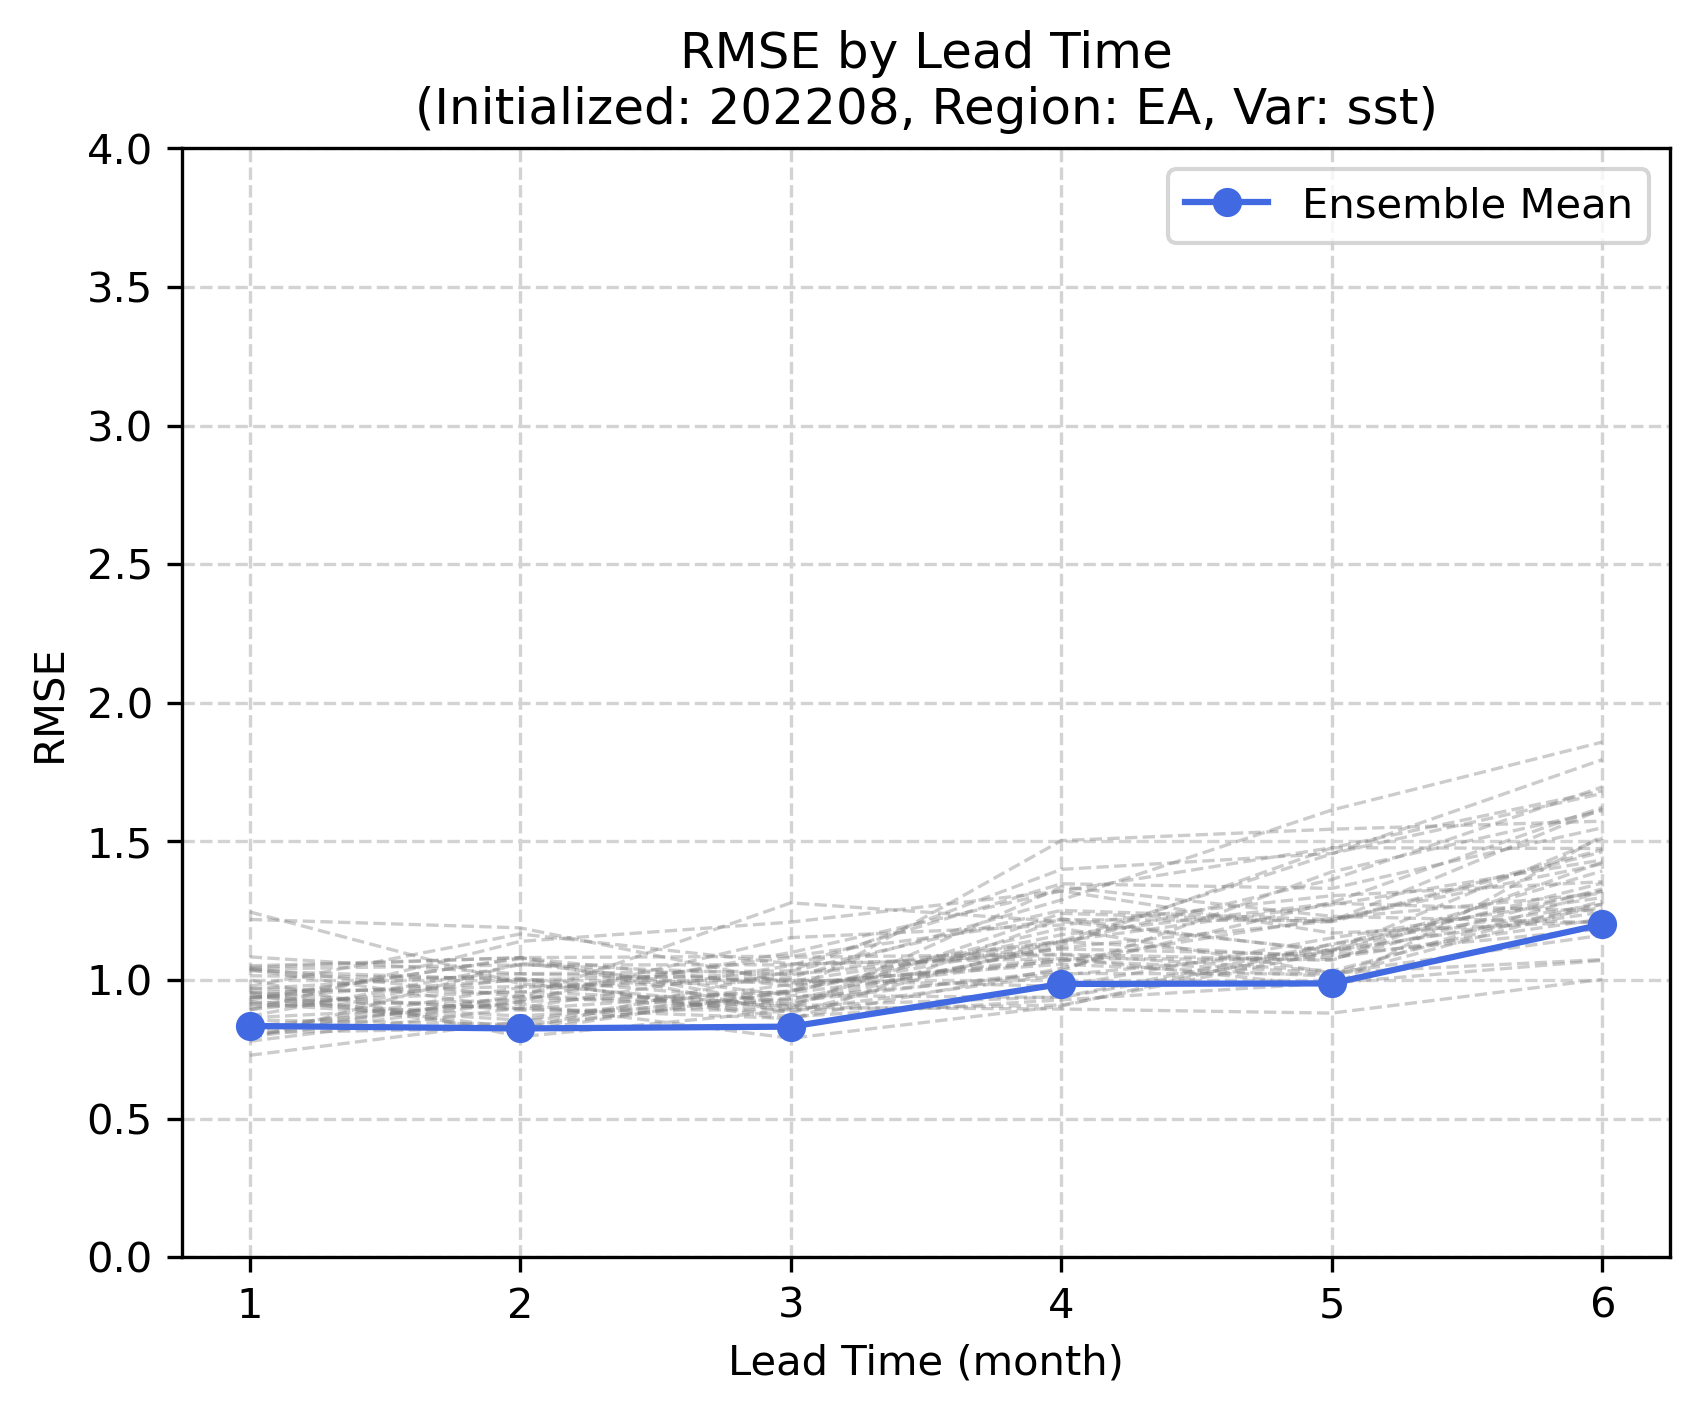 RMSE by Lead Time
(Initialized: 202208, Region: EA, Var: sst)
Ensemble Mean
4.0
3.5
3.0
2.5
2.0
1.5
1.0
0.5
0.0
RMSE
1 2 3 4 5 6
Lead Time (month)